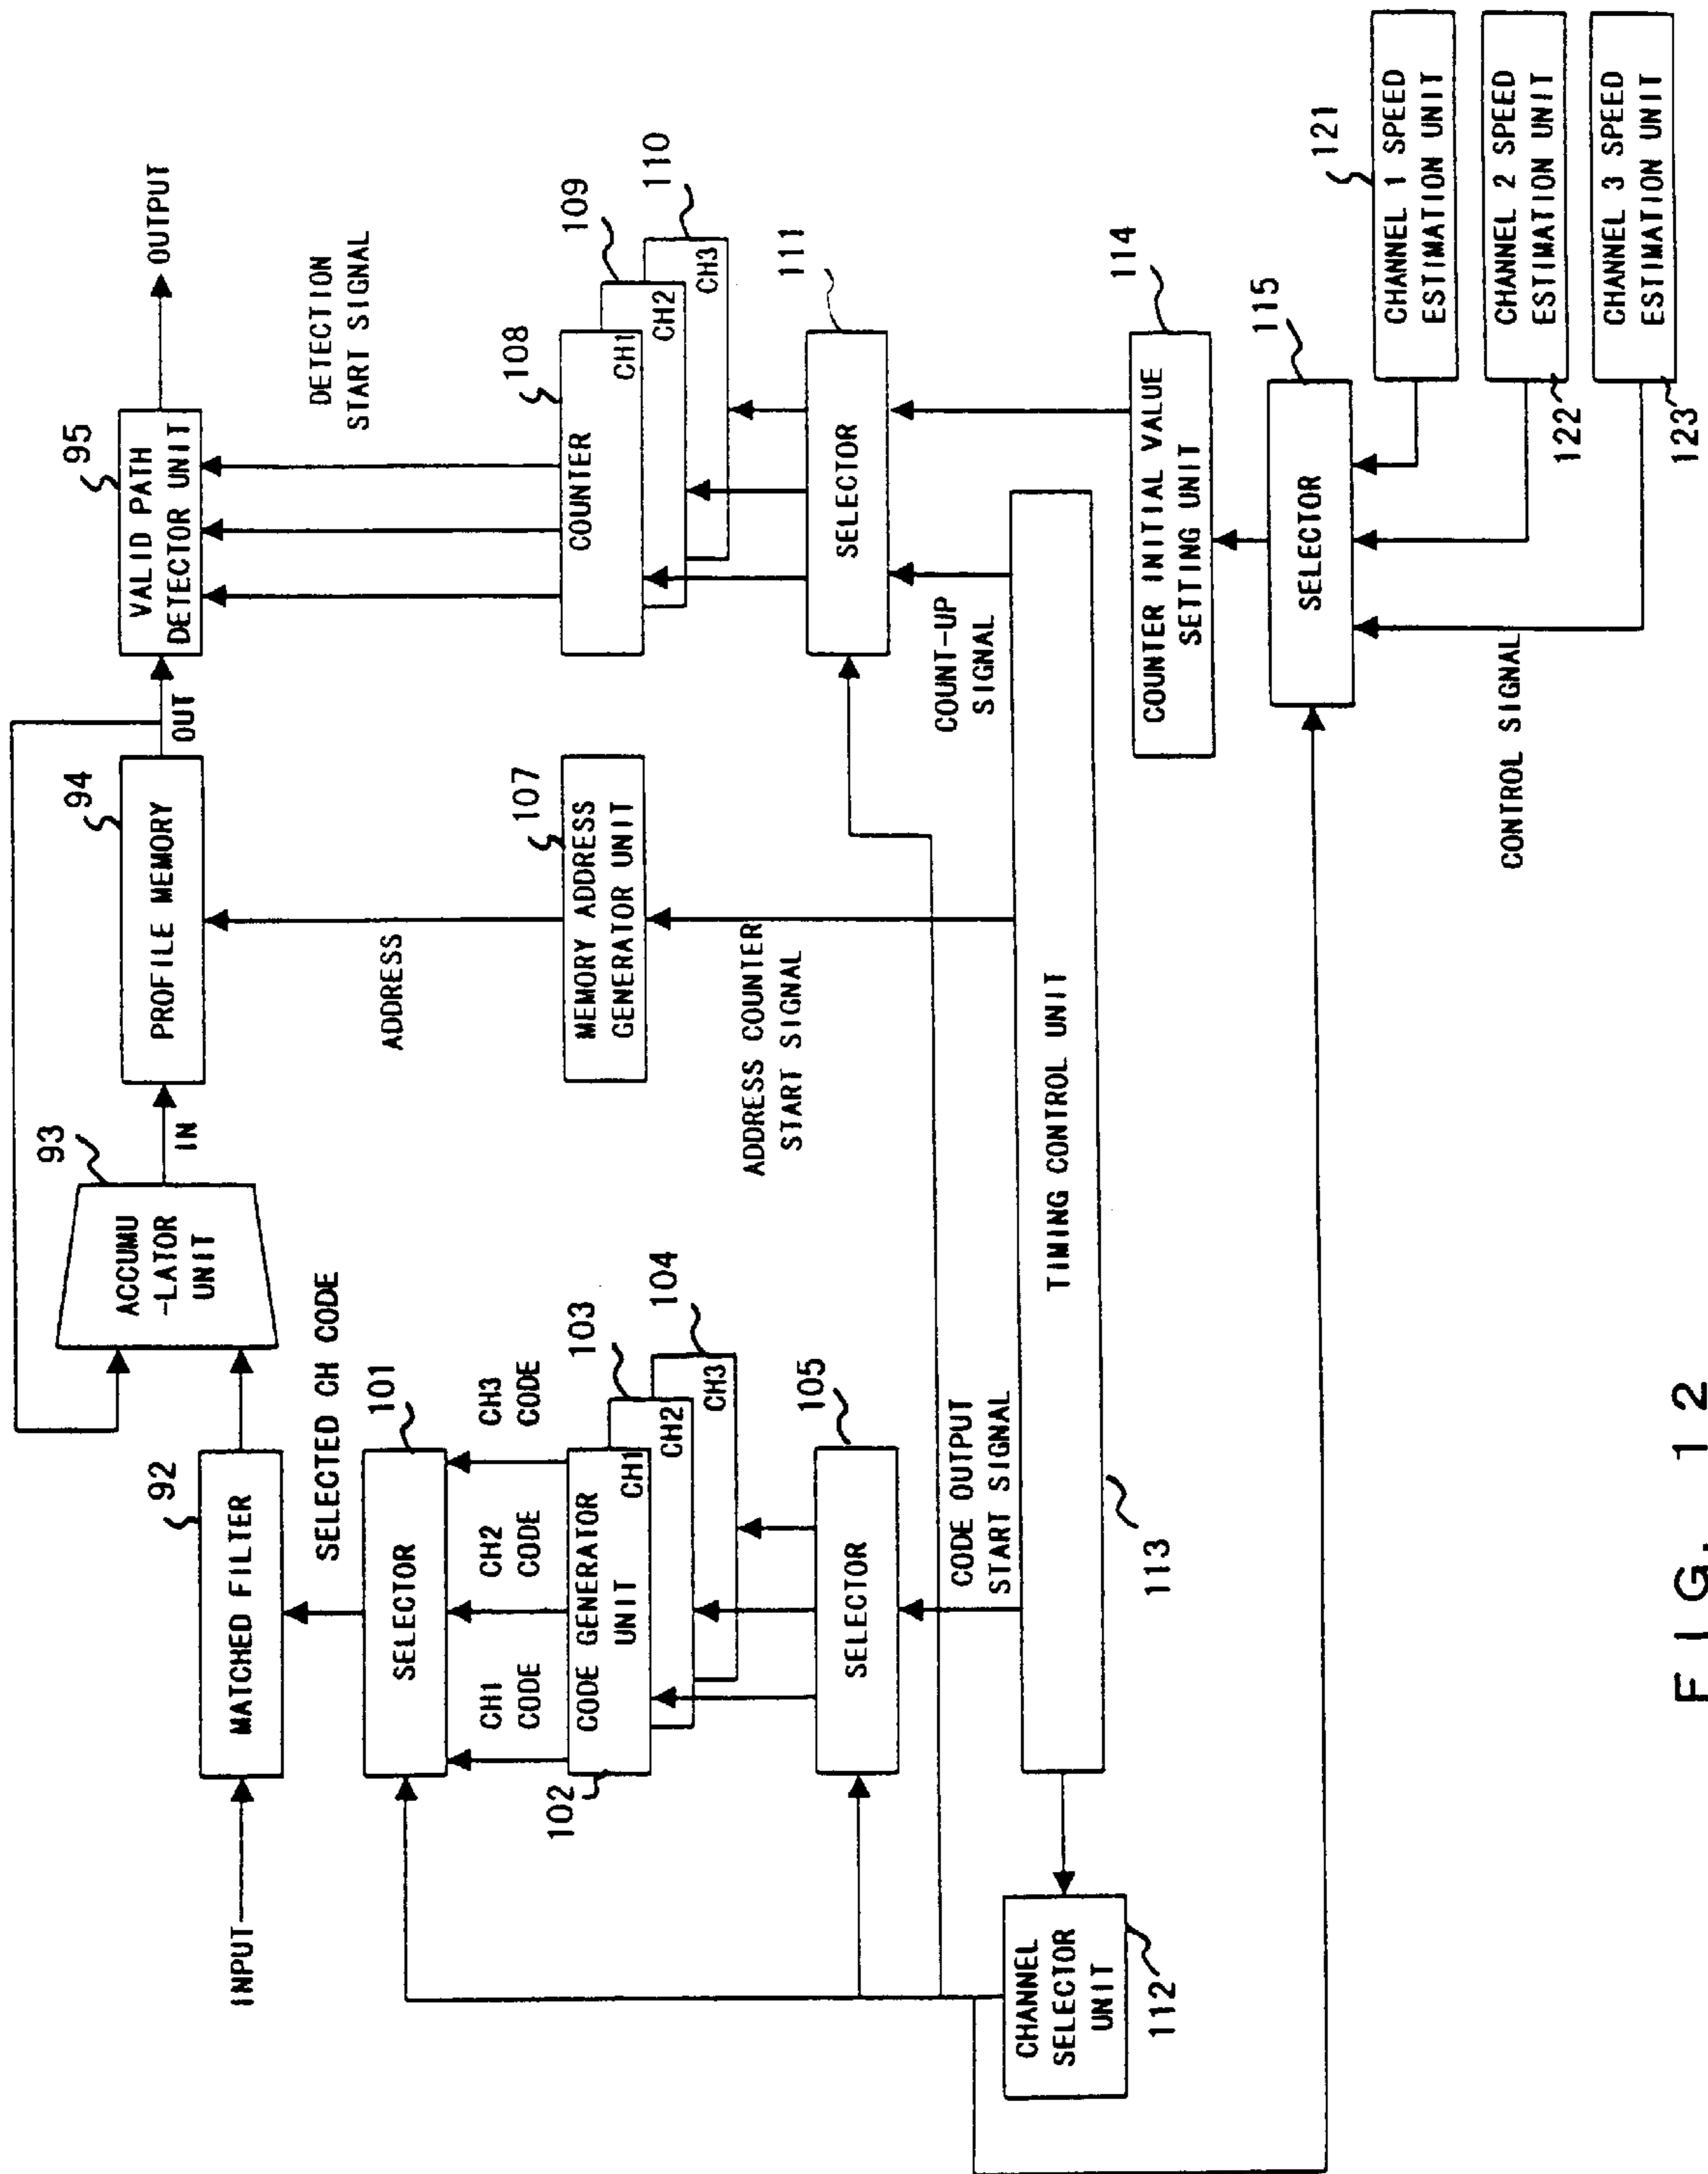 INPUT
92
MATCHED FILTER
SELECTED CH CODE
93
ACCUMU
-LATOR
UNIT
IN
94
PROFILE MEMORY
OUT
95
VALID PATH
DETECTOR UNIT
OUTPUT
101
SELECTOR
CH1
CODE
CH2
CODE
CH3
CODE
102
CODE GENERATOR
UNIT
CH1
103
CH2
104
CH3
105
SELECTOR
CODE OUTPUT
START SIGNAL
ADDRESS
107
MEMORY ADDRESS
GENERATOR UNIT
ADDRESS COUNTER
START SIGNAL
DETECTION
START SIGNAL
108
COUNTER
CH1
109
CH2
110
CH3
111
SELECTOR
COUNT-UP
SIGNAL
TIMING CONTROL UNIT
113
CHANNEL
SELECTOR
UNIT
112
114
COUNTER INITIAL VALUE
SETTING UNIT
115
SELECTOR
CONTROL SIGNAL
121
CHANNEL 1 SPEED
ESTIMATION UNIT
122
CHANNEL 2 SPEED
ESTIMATION UNIT
123
CHANNEL 3 SPEED
ESTIMATION UNIT
FIG. 12